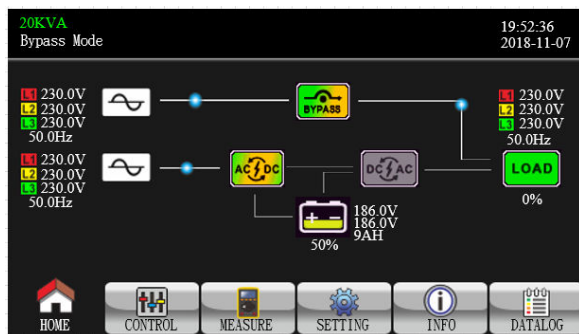 20KVA
Bypass Mode
19:52:36
2018-11-07
L1 230.0V
L2 230.0V
L3 230.0V
50.0Hz
BYPASS
L1 230.0V
L2 230.0V
L3 230.0V
50.0Hz
L1 230.0V
L2 230.0V
L3 230.0V
50.0Hz
AC DC
DC AC
LOAD
0%
+ -
50%
186.0V
186.0V
9AH
HOME
CONTROL
MEASURE
SETTING
INFO
DATALOG